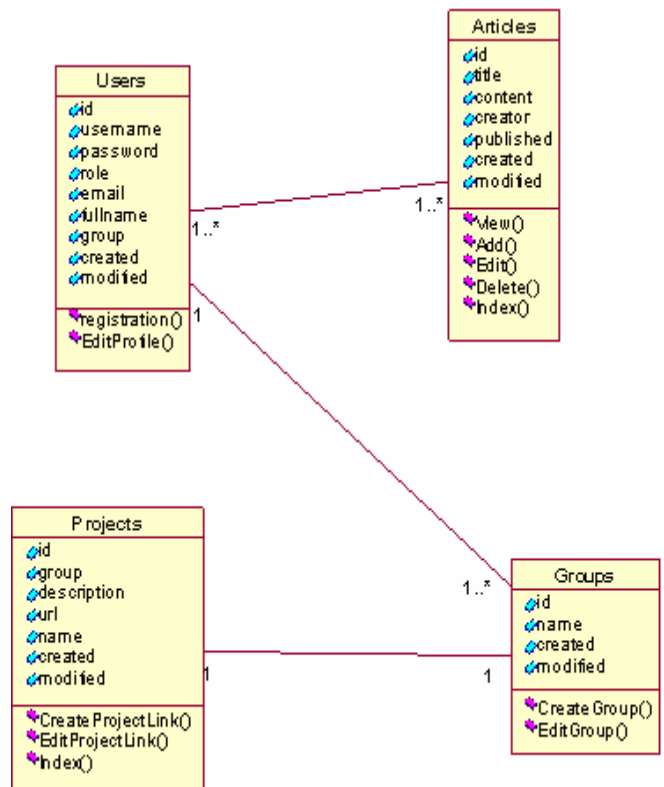 Users
id
username
password
role
email
fullname
group
created
modified
registration()
EditProfile()
1..*
1
Articles
id
title
content
creator
published
created
modified
View()
Add()
Edit()
Delete()
Index()
1..*
Projects
id
group
description
url
name
created
modified
CreateProjectLink()
EditProjectLink()
Index()
1
Groups
id
name
created
modified
CreateGroup()
EditGroup()
1..*
1